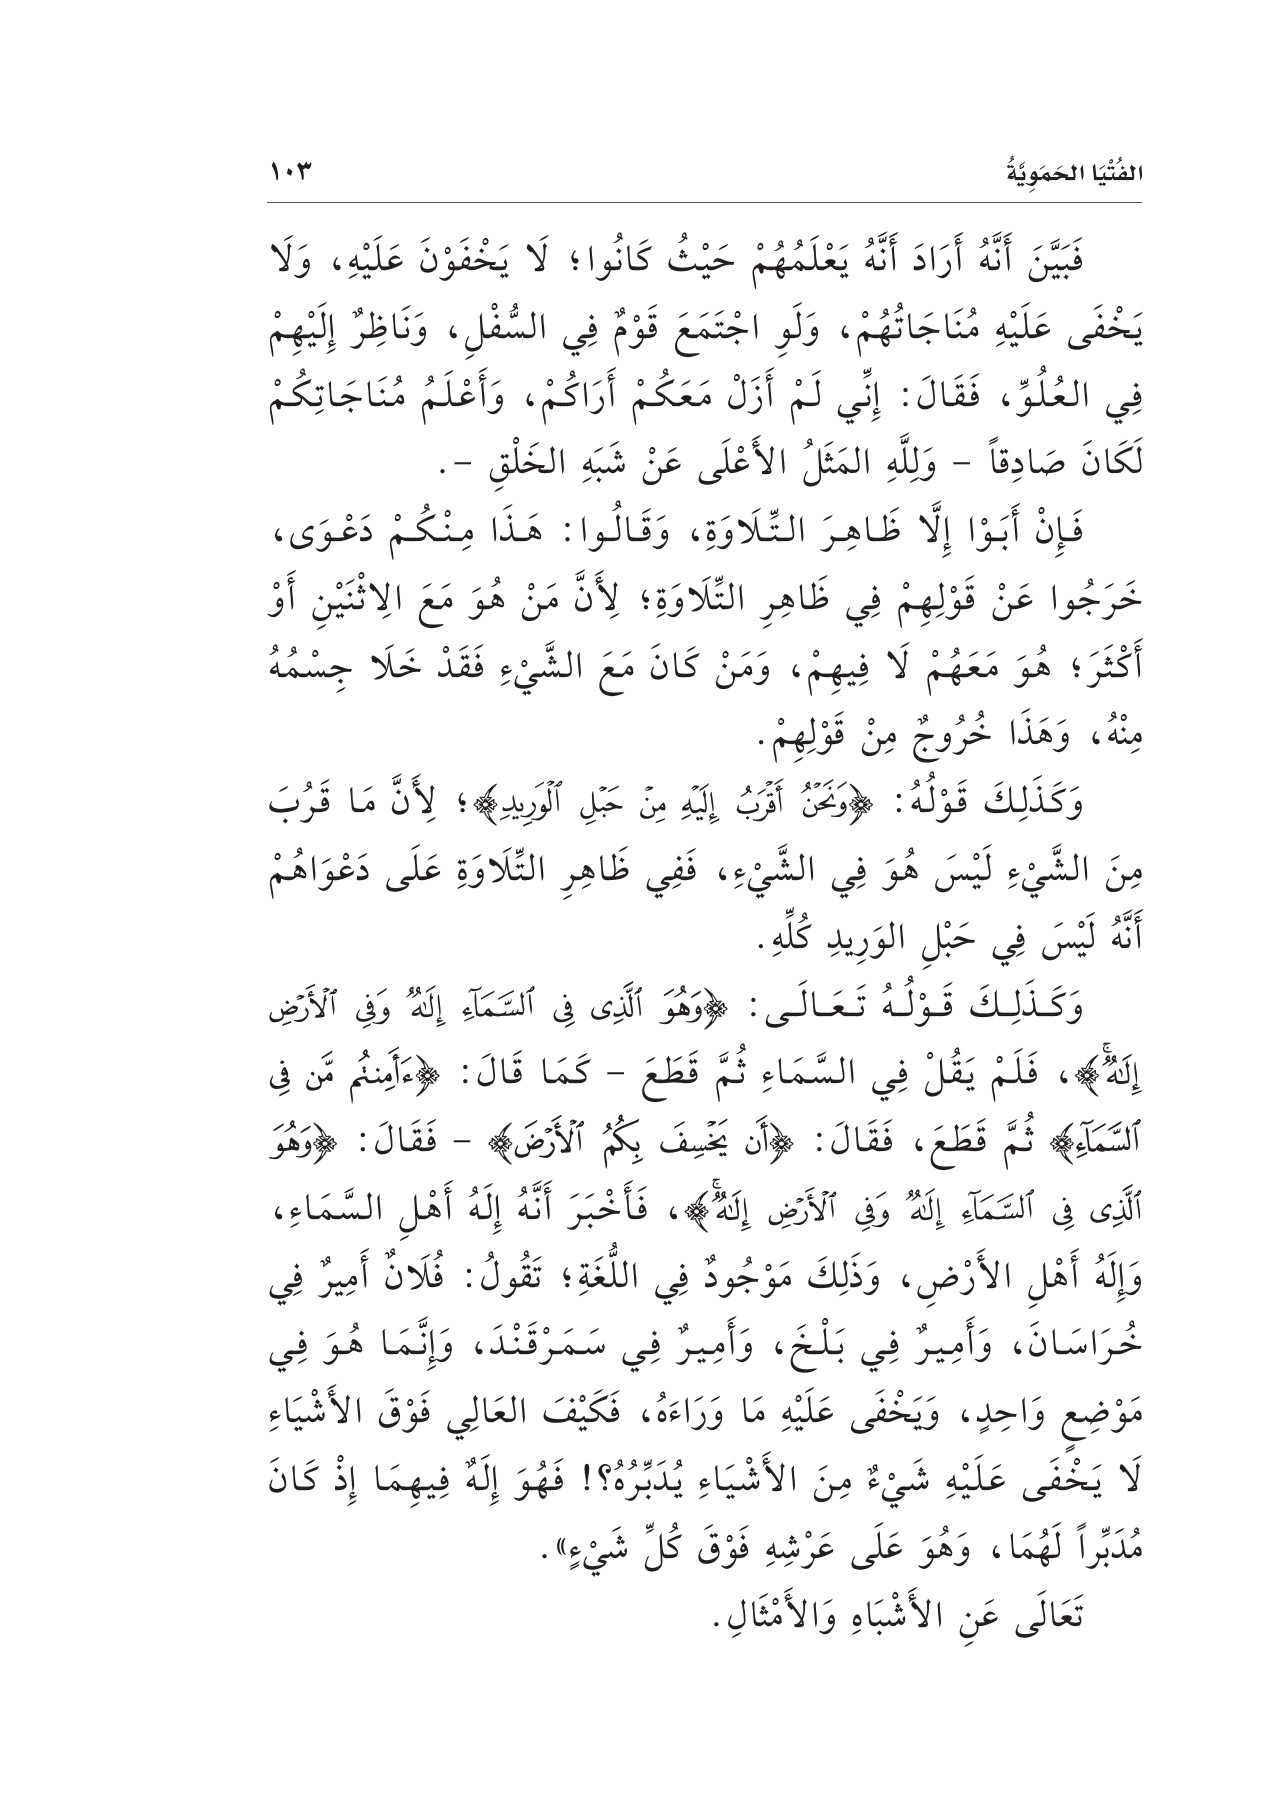 الفُتْيَا الحَمَوِيَّةُ ١٠٣
فَبَيَّنَ أَنَّهُ أَرَادَ أَنَّهُ يَعْلَمُهُمْ حَيْثُ كَانُوا؛ لَا يَخْفَوْنَ عَلَيْهِ، وَلَا
يَخْفَى عَلَيْهِ مُنَاجَاتُهُمْ، وَلَوِ اجْتَمَعَ قَوْمٌ فِي السُّفْلِ، وَنَاظِرٌ إِلَيْهِمْ
فِي العُلُوِّ، فَقَالَ: إِنِّي لَمْ أَزَلْ مَعَكُمْ أَرَاكُمْ، وَأَعْلَمُ مُنَاجَاتِكُمْ
لَكَانَ صَادِقاً – وَلِلَّهِ المَثَلُ الأَعْلَى عَنْ شَبَهِ الخَلْقِ –.
فَإِنْ أَبَوْا إِلَّا ظَاهِرَ التِّلَاوَةِ، وَقَالُوا: هَذَا مِنْكُمْ دَعْوَى،
خَرَجُوا عَنْ قَوْلِهِمْ فِي ظَاهِرِ التِّلَاوَةِ؛ لِأَنَّ مَنْ هُوَ مَعَ الِاثْنَيْنِ أَوْ
أَكْثَرَ؛ هُوَ مَعَهُمْ لَا فِيهِمْ، وَمَنْ كَانَ مَعَ الشَّيْءِ فَقَدْ خَلَا جِسْمُهُ
مِنْهُ، وَهَذَا خُرُوجٌ مِنْ قَوْلِهِمْ.
وَكَذَلِكَ قَوْلُهُ: ﴿وَنَحْنُ أَقْرَبُ إِلَيْهِ مِنْ حَبْلِ ٱلْوَرِيدِ﴾؛ لِأَنَّ مَا قَرُبَ
مِنَ الشَّيْءِ لَيْسَ هُوَ فِي الشَّيْءِ، فَفِي ظَاهِرِ التِّلَاوَةِ عَلَى دَعْوَاهُمْ
أَنَّهُ لَيْسَ فِي حَبْلِ الوَرِيدِ كُلِّهِ.
وَكَذَلِكَ قَوْلُهُ تَعَالَى: ﴿وَهُوَ ٱلَّذِى فِى ٱلسَّمَآءِ إِلَٰهٌ وَفِى ٱلْأَرْضِ
إِلَٰهٌۚ﴾، فَلَمْ يَقُلْ فِي السَّمَاءِ ثُمَّ قَطَعَ – كَمَا قَالَ: ﴿ءَأَمِنتُم مَّن فِى
ٱلسَّمَآءِ﴾ ثُمَّ قَطَعَ، فَقَالَ: ﴿أَن يَخْسِفَ بِكُمُ ٱلْأَرْضَ﴾ – فَقَالَ: ﴿وَهُوَ
ٱلَّذِى فِى ٱلسَّمَآءِ إِلَٰهٌ وَفِى ٱلْأَرْضِ إِلَٰهٌۚ﴾، فَأَخْبَرَ أَنَّهُ إِلَهُ أَهْلِ السَّمَاءِ،
وَإِلَهُ أَهْلِ الأَرْضِ، وَذَلِكَ مَوْجُودٌ فِي اللُّغَةِ؛ تَقُولُ: فُلَانٌ أَمِيرٌ فِي
خُرَاسَانَ، وَأَمِيرٌ فِي بَلْخَ، وَأَمِيرٌ فِي سَمَرْقَنْدَ، وَإِنَّمَا هُوَ فِي
مَوْضِعٍ وَاحِدٍ، وَيَخْفَى عَلَيْهِ مَا وَرَاءَهُ، فَكَيْفَ العَالِي فَوْقَ الأَشْيَاءِ
لَا يَخْفَى عَلَيْهِ شَيْءٌ مِنَ الأَشْيَاءِ يُدَبِّرُهُ؟! فَهُوَ إِلَهٌ فِيهِمَا إِذْ كَانَ
مُدَبِّراً لَهُمَا، وَهُوَ عَلَى عَرْشِهِ فَوْقَ كُلِّ شَيْءٍ».
تَعَالَى عَنِ الأَشْبَاهِ وَالأَمْثَالِ.